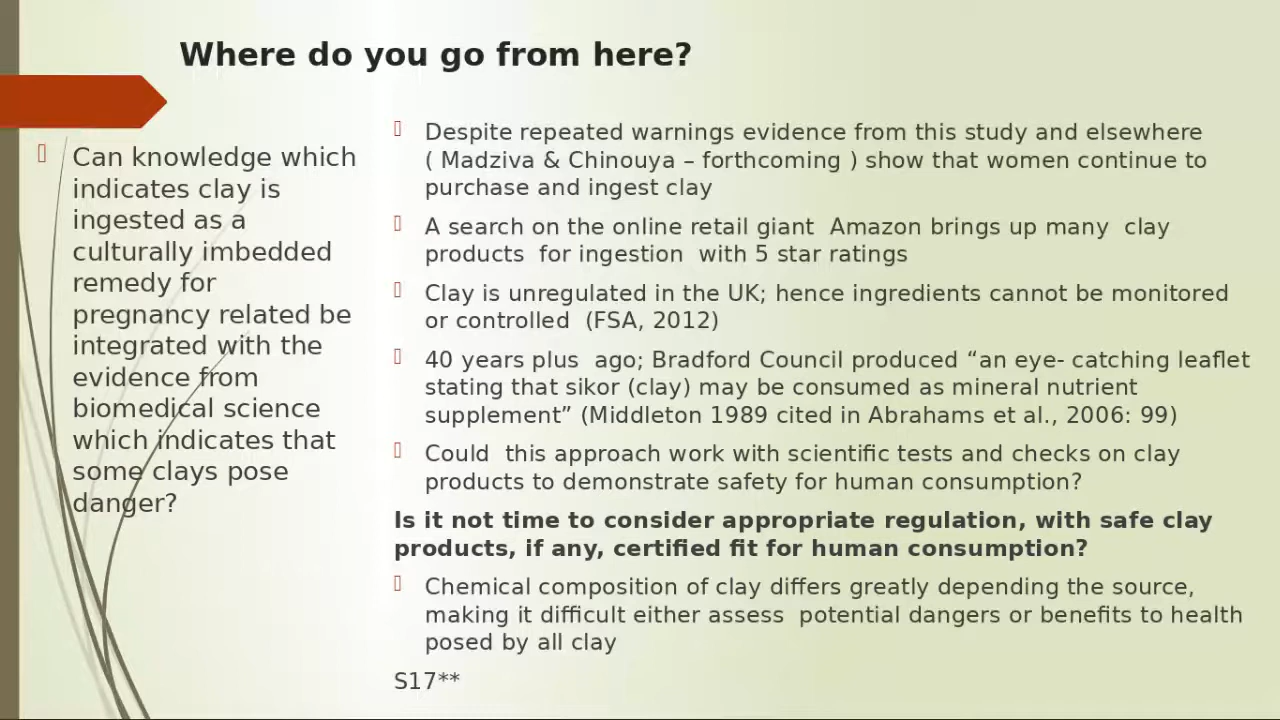 Where do you go from here?
Can knowledge which
indicates clay is
ingested as a
culturally imbedded
remedy for
pregnancy related be
integrated with the
evidence from
biomedical science
which indicates that
some clays pose
danger?
Despite repeated warnings evidence from this study and elsewhere
( Madziva & Chinouya – forthcoming ) show that women continue to
purchase and ingest clay
A search on the online retail giant  Amazon brings up many  clay
products  for ingestion  with 5 star ratings
Clay is unregulated in the UK; hence ingredients cannot be monitored
or controlled  (FSA, 2012)
40 years plus  ago; Bradford Council produced “an eye- catching leaflet
stating that sikor (clay) may be consumed as mineral nutrient
supplement” (Middleton 1989 cited in Abrahams et al., 2006: 99)
Could  this approach work with scientific tests and checks on clay
products to demonstrate safety for human consumption?
Is it not time to consider appropriate regulation, with safe clay
products, if any, certified fit for human consumption?
Chemical composition of clay differs greatly depending the source,
making it difficult either assess  potential dangers or benefits to health
posed by all clay
S17**